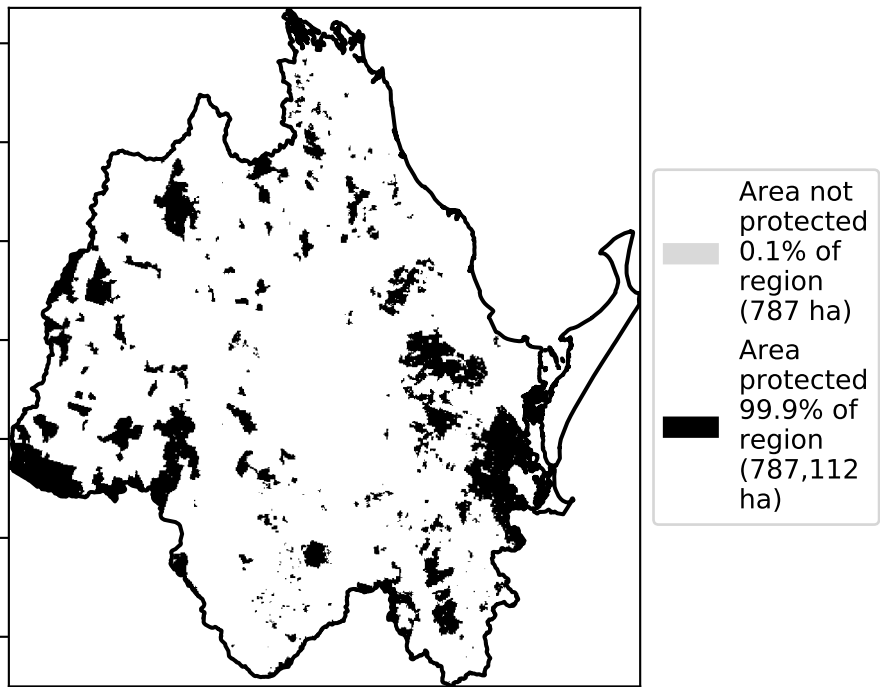 Area not
protected
0.1% of
region
(787 ha)
Area
protected
99.9% of
region
(787,112
ha)